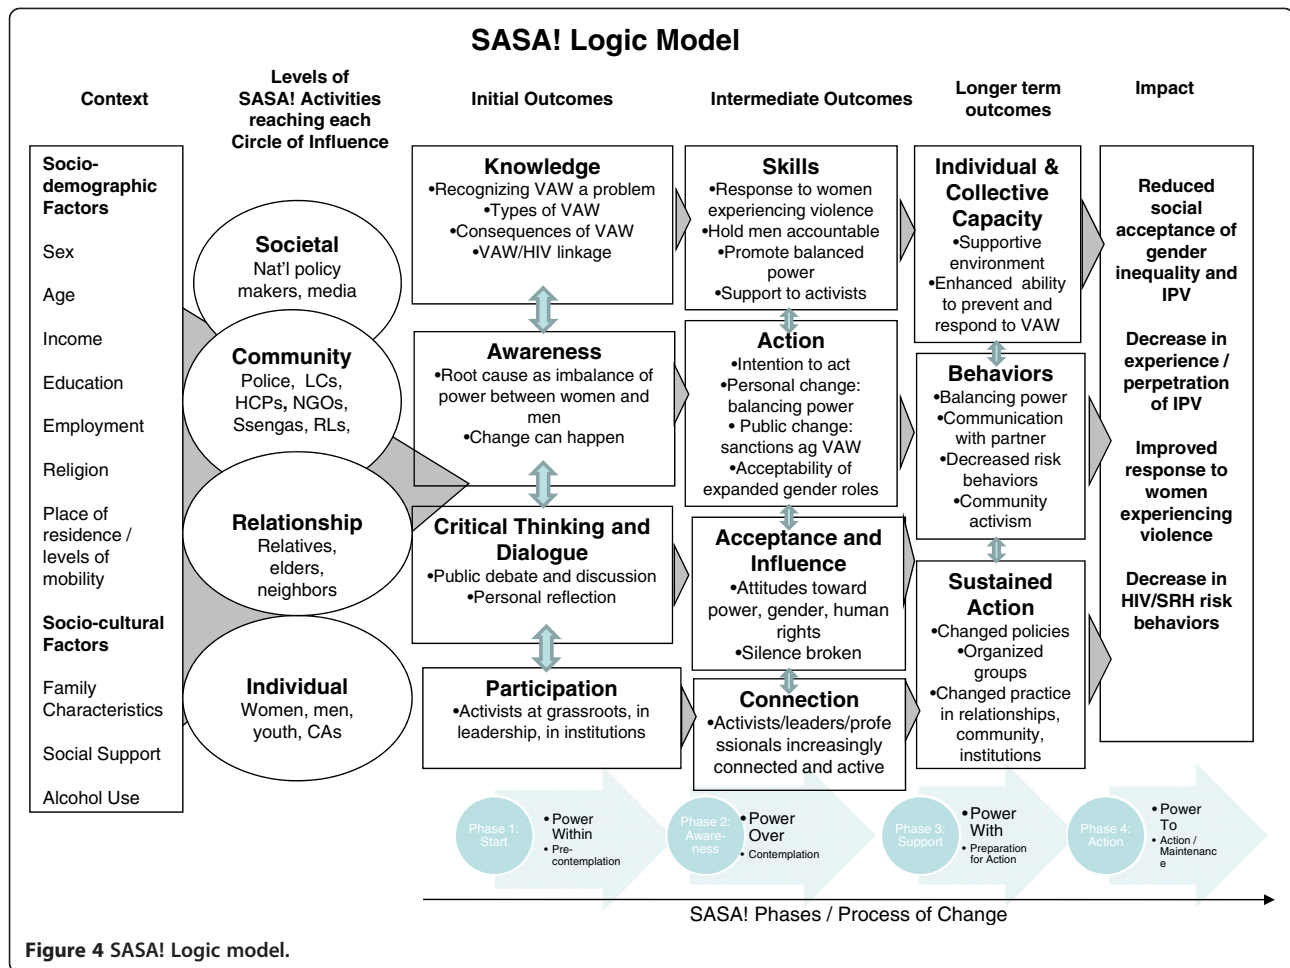 SASA! Logic Model
Context
Levels of
SASA! Activities
reaching each
Circle of Influence
Initial Outcomes
Intermediate Outcomes
Longer term
outcomes
Impact
Socio-
demographic
Factors
Sex
Age
Income
Education
Employment
Religion
Place of
residence /
levels of
mobility
Socio-cultural
Factors
Family
Characteristics
Social Support
Alcohol Use
Societal
Nat'l policy
makers, media
Community
Police, LCs,
HCPs, NGOs,
Ssengas, RLs,
Relationship
Relatives,
elders,
neighbors
Individual
Women, men,
youth, CAs
Knowledge
•Recognizing VAW a problem
•Types of VAW
•Consequences of VAW
•VAW/HIV linkage
Awareness
•Root cause as imbalance of
power between women and
men
•Change can happen
Critical Thinking and
Dialogue
•Public debate and discussion
•Personal reflection
Participation
•Activists at grassroots, in
leadership, in institutions
Skills
•Response to women
experiencing violence
•Hold men accountable
•Promote balanced
power
•Support to activists
Action
•Intention to act
•Personal change:
balancing power
• Public change:
sanctions ag VAW
•Acceptability of
expanded gender roles
Acceptance and
Influence
•Attitudes toward
power, gender, human
rights
•Silence broken
Connection
•Activists/leaders/profe
ssionals increasingly
connected and active
Individual &
Collective
Capacity
•Supportive
environment
•Enhanced ability
to prevent and
respond to VAW
Behaviors
•Balancing power
•Communication
with partner
•Decreased risk
behaviors
•Community
activism
Sustained
Action
•Changed policies
•Organized
groups
•Changed practice
in relationships,
community,
institutions
Reduced
social
acceptance of
gender
inequality and
IPV
Decrease in
experience /
perpetration
of IPV
Improved
response to
women
experiencing
violence
Decrease in
HIV/SRH risk
behaviors
Phase 1:
Start
• Power
Within
• Pre-
contemplation
Phase 2:
Aware-
ness
• Power
Over
• Contemplation
Phase 3:
Support
• Power
With
• Preparation
for Action
Phase 4:
Action
• Power
To
• Action /
Maintenanc
e
SASA! Phases / Process of Change
Figure 4 SASA! Logic model.